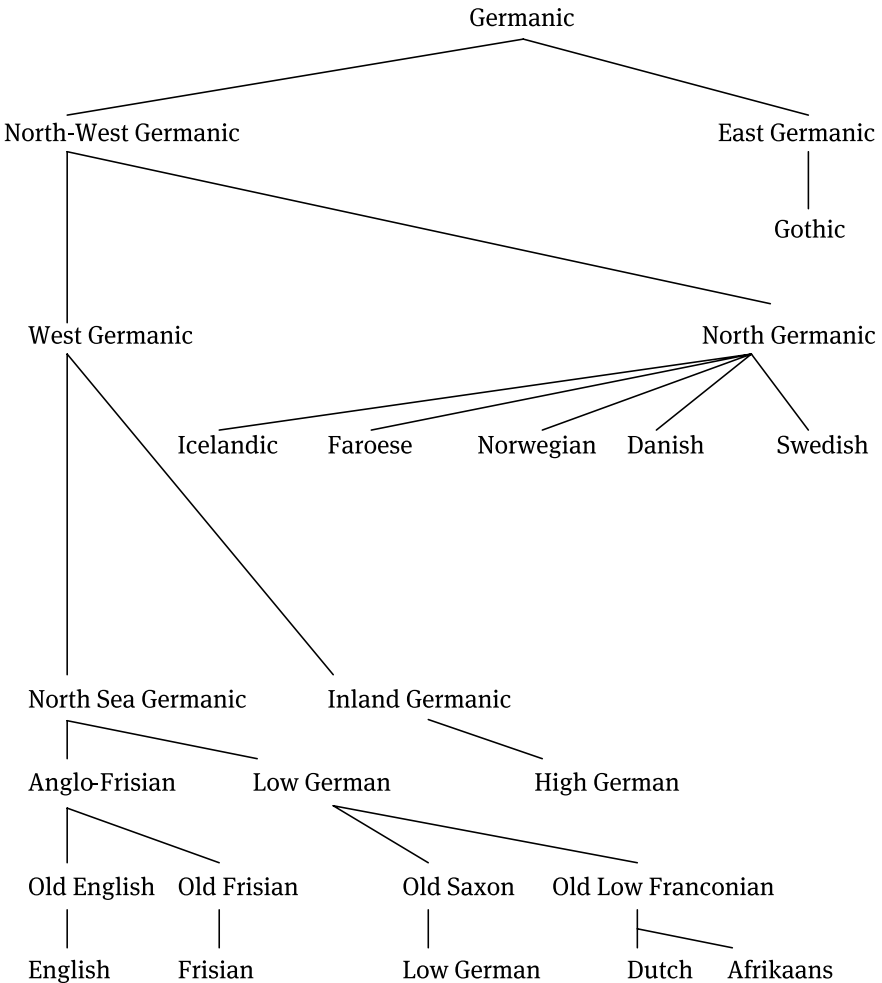 Germanic
North-West Germanic
East Germanic
Gothic
West Germanic
North Germanic
Icelandic
Faroese
Norwegian
Danish
Swedish
North Sea Germanic
Inland Germanic
Anglo-Frisian
Low German
High German
Old English
Old Frisian
Old Saxon
Old Low Franconian
English
Frisian
Low German
Dutch
Afrikaans